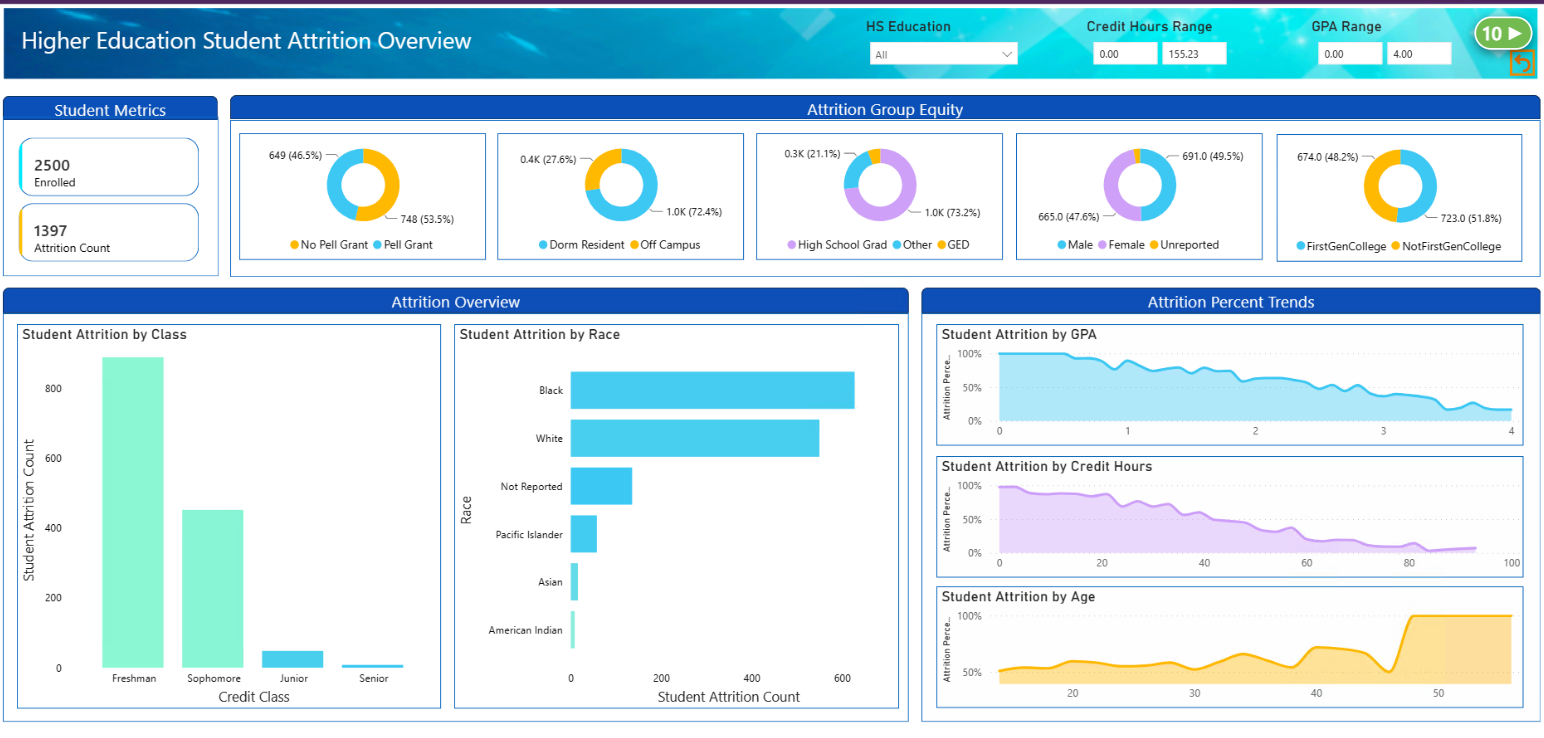 Higher Education Student Attrition Overview
HS Education
All
Credit Hours Range
0.00
155.23
GPA Range
0.00
4.00
10
Student Metrics
2500
Enrolled
1397
Attrition Count
Attrition Group Equity
649 (46.5%)
748 (53.5%)
No Pell Grant
Pell Grant
0.4K (27.6%)
1.0K (72.4%)
Dorm Resident
Off Campus
0.3K (21.1%)
1.0K (73.2%)
High School Grad
Other
GED
691.0 (49.5%)
665.0 (47.6%)
Male
Female
Unreported
674.0 (48.2%)
723.0 (51.8%)
FirstGenCollege
NotFirstGenCollege
Attrition Overview
Student Attrition by Class
Student Attrition Count
800
600
400
200
0
Freshman
Sophomore
Junior
Senior
Credit Class
Student Attrition by Race
Race
Black
White
Not Reported
Pacific Islander
Asian
American Indian
0
200
400
600
Student Attrition Count
Attrition Percent Trends
Student Attrition by GPA
Attrition Perce...
100%
50%
0%
0
1
2
3
4
Student Attrition by Credit Hours
Attrition Perce...
100%
50%
0%
0
20
40
60
80
100
Student Attrition by Age
Attrition Perce...
100%
50%
20
30
40
50